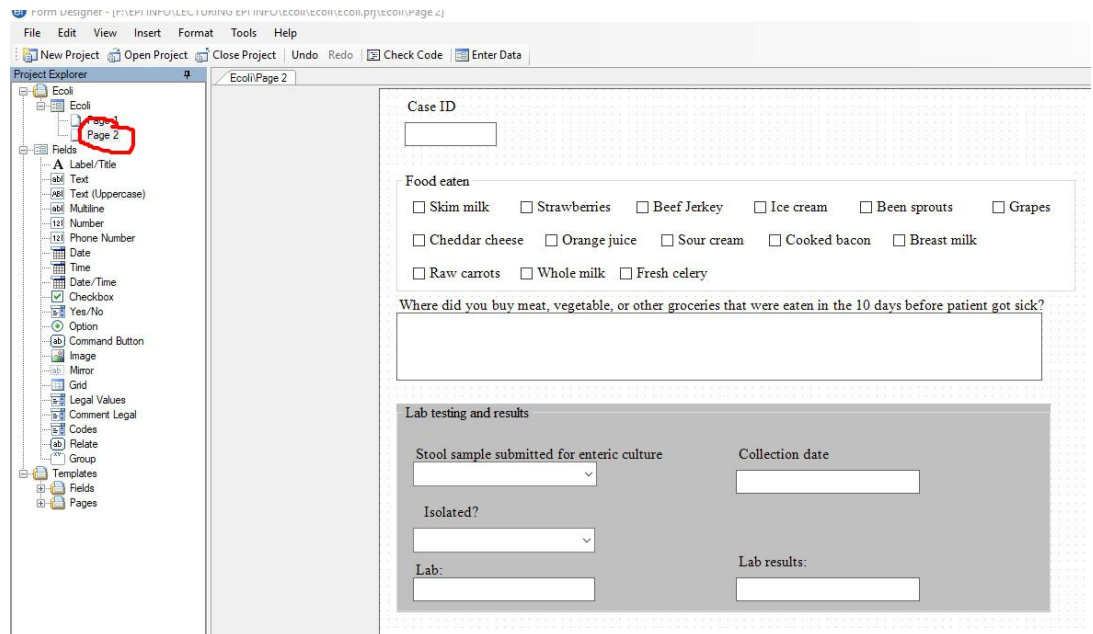 Form Designer - [F:\EPI INFO\LECTURING EPI INFO\Ecoli\Ecoli\Ecoli.prj\Ecoli\Page 2]
File Edit View Insert Format Tools Help
New Project Open Project Close Project Undo Redo Check Code Enter Data
Project Explorer
Ecoli\Page 2
Ecoli
Ecoli
Page 1
Page 2
Fields
A Label/Title
Text
Text (Uppercase)
Multiline
Number
Phone Number
Date
Time
Date/Time
Checkbox
Yes/No
Option
Command Button
Image
Mirror
Grid
Legal Values
Comment Legal
Codes
Relate
Group
Templates
Fields
Pages
Case ID
Food eaten
Skim milk Strawberries Beef Jerkey Ice cream Been sprouts Grapes
Cheddar cheese Orange juice Sour cream Cooked bacon Breast milk
Raw carrots Whole milk Fresh celery
Where did you buy meat, vegetable, or other groceries that were eaten in the 10 days before patient got sick?
Lab testing and results
Stool sample submitted for enteric culture Collection date
Isolated?
Lab: Lab results: